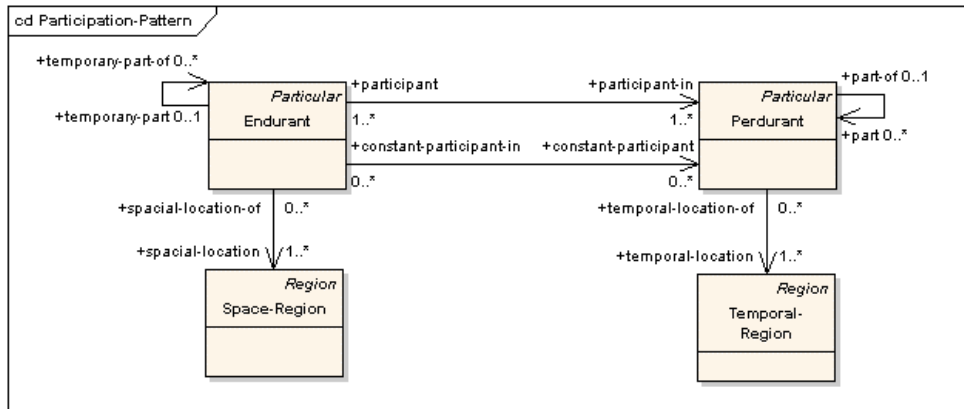 cd Participation-Pattern
+temporary-part-of 0..*
+temporary-part 0..1
Particular
Endurant
+participant
+participant-in
1..*
1..*
+constant-participant-in
+constant-participant
0..*
0..*
Particular
Perdurant
+part-of 0..1
+part 0..*
+spacial-location-of
0..*
+spacial-location
1..*
+temporal-location-of
0..*
+temporal-location
1..*
Region
Space-Region
Region
Temporal-
Region